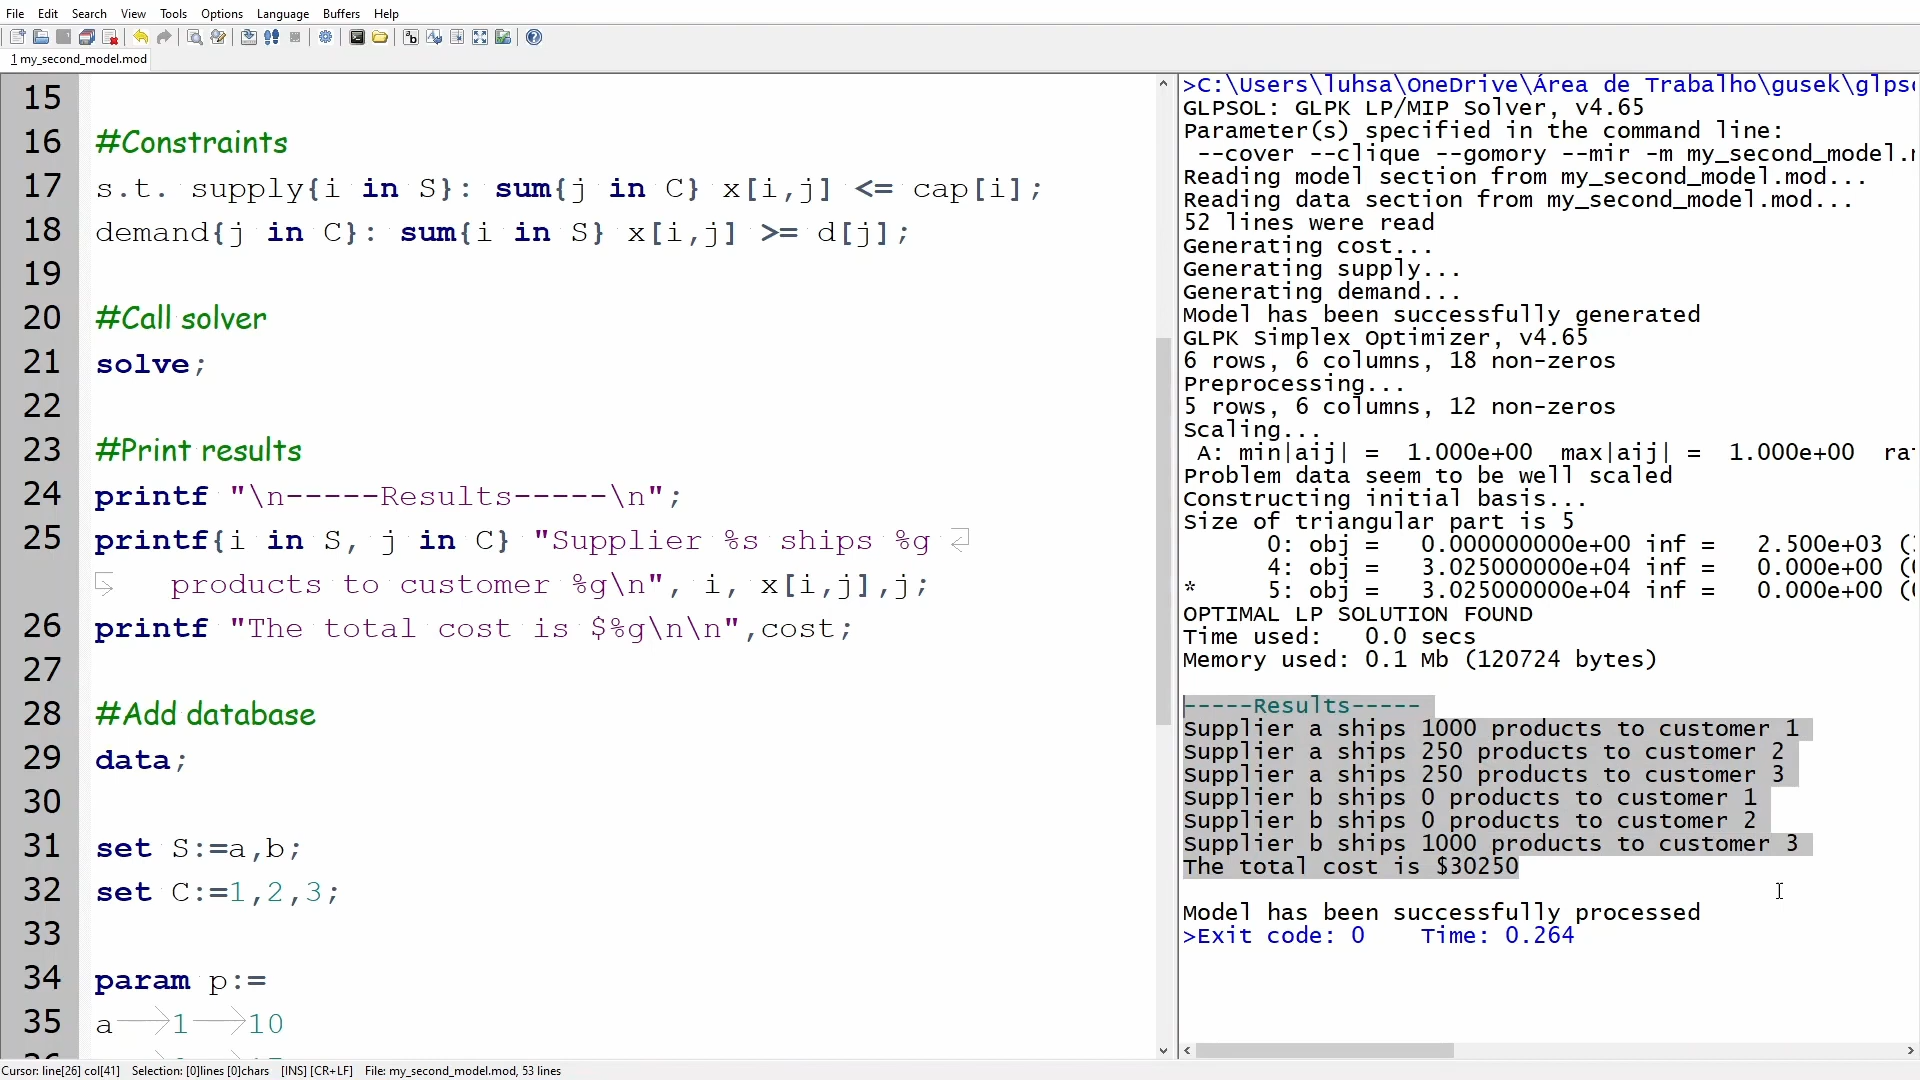 File Edit Search View Tools Options Language Buffers Help
1 my_second_model.mod
15
16 #Constraints
17 s.t. supply{i in S}: sum{j in C} x[i,j] <= cap[i];
18 demand{j in C}: sum{i in S} x[i,j] >= d[j];
19
20 #Call solver
21 solve;
22
23 #Print results
24 printf "\n-----Results-----\n";
25 printf{i in S, j in C} "Supplier %s ships %g
products to customer %g\n", i, x[i,j],j;
26 printf "The total cost is $%g\n\n",cost;
27
28 #Add database
29 data;
30
31 set S:=a,b;
32 set C:=1,2,3;
33
34 param p:=
35 a 1 10
>C:\Users\luhsa\OneDrive\Área de Trabalho\gusek\glpso
GLPSOL: GLPK LP/MIP Solver, v4.65
Parameter(s) specified in the command line:
--cover --clique --gomory --mir -m my_second_model.
Reading model section from my_second_model.mod...
Reading data section from my_second_model.mod...
52 lines were read
Generating cost...
Generating supply...
Generating demand...
Model has been successfully generated
GLPK Simplex Optimizer, v4.65
6 rows, 6 columns, 18 non-zeros
Preprocessing...
5 rows, 6 columns, 12 non-zeros
Scaling...
A: min|aij| = 1.000e+00 max|aij| = 1.000e+00
Problem data seem to be well scaled
Constructing initial basis...
Size of triangular part is 5
0: obj = 0.000000000e+00 inf = 2.500e+03
4: obj = 3.025000000e+04 inf = 0.000e+00
* 5: obj = 3.025000000e+04 inf = 0.000e+00
OPTIMAL LP SOLUTION FOUND
Time used: 0.0 secs
Memory used: 0.1 Mb (120724 bytes)
-----Results-----
Supplier a ships 1000 products to customer 1
Supplier a ships 250 products to customer 2
Supplier a ships 250 products to customer 3
Supplier b ships 0 products to customer 1
Supplier b ships 0 products to customer 2
Supplier b ships 1000 products to customer 3
The total cost is $30250
Model has been successfully processed
>Exit code: 0 Time: 0.264
Cursor: line[26] col[41] Selection: [0]lines [0]chars [INS] [CR+LF] File: my_second_model.mod, 53 lines